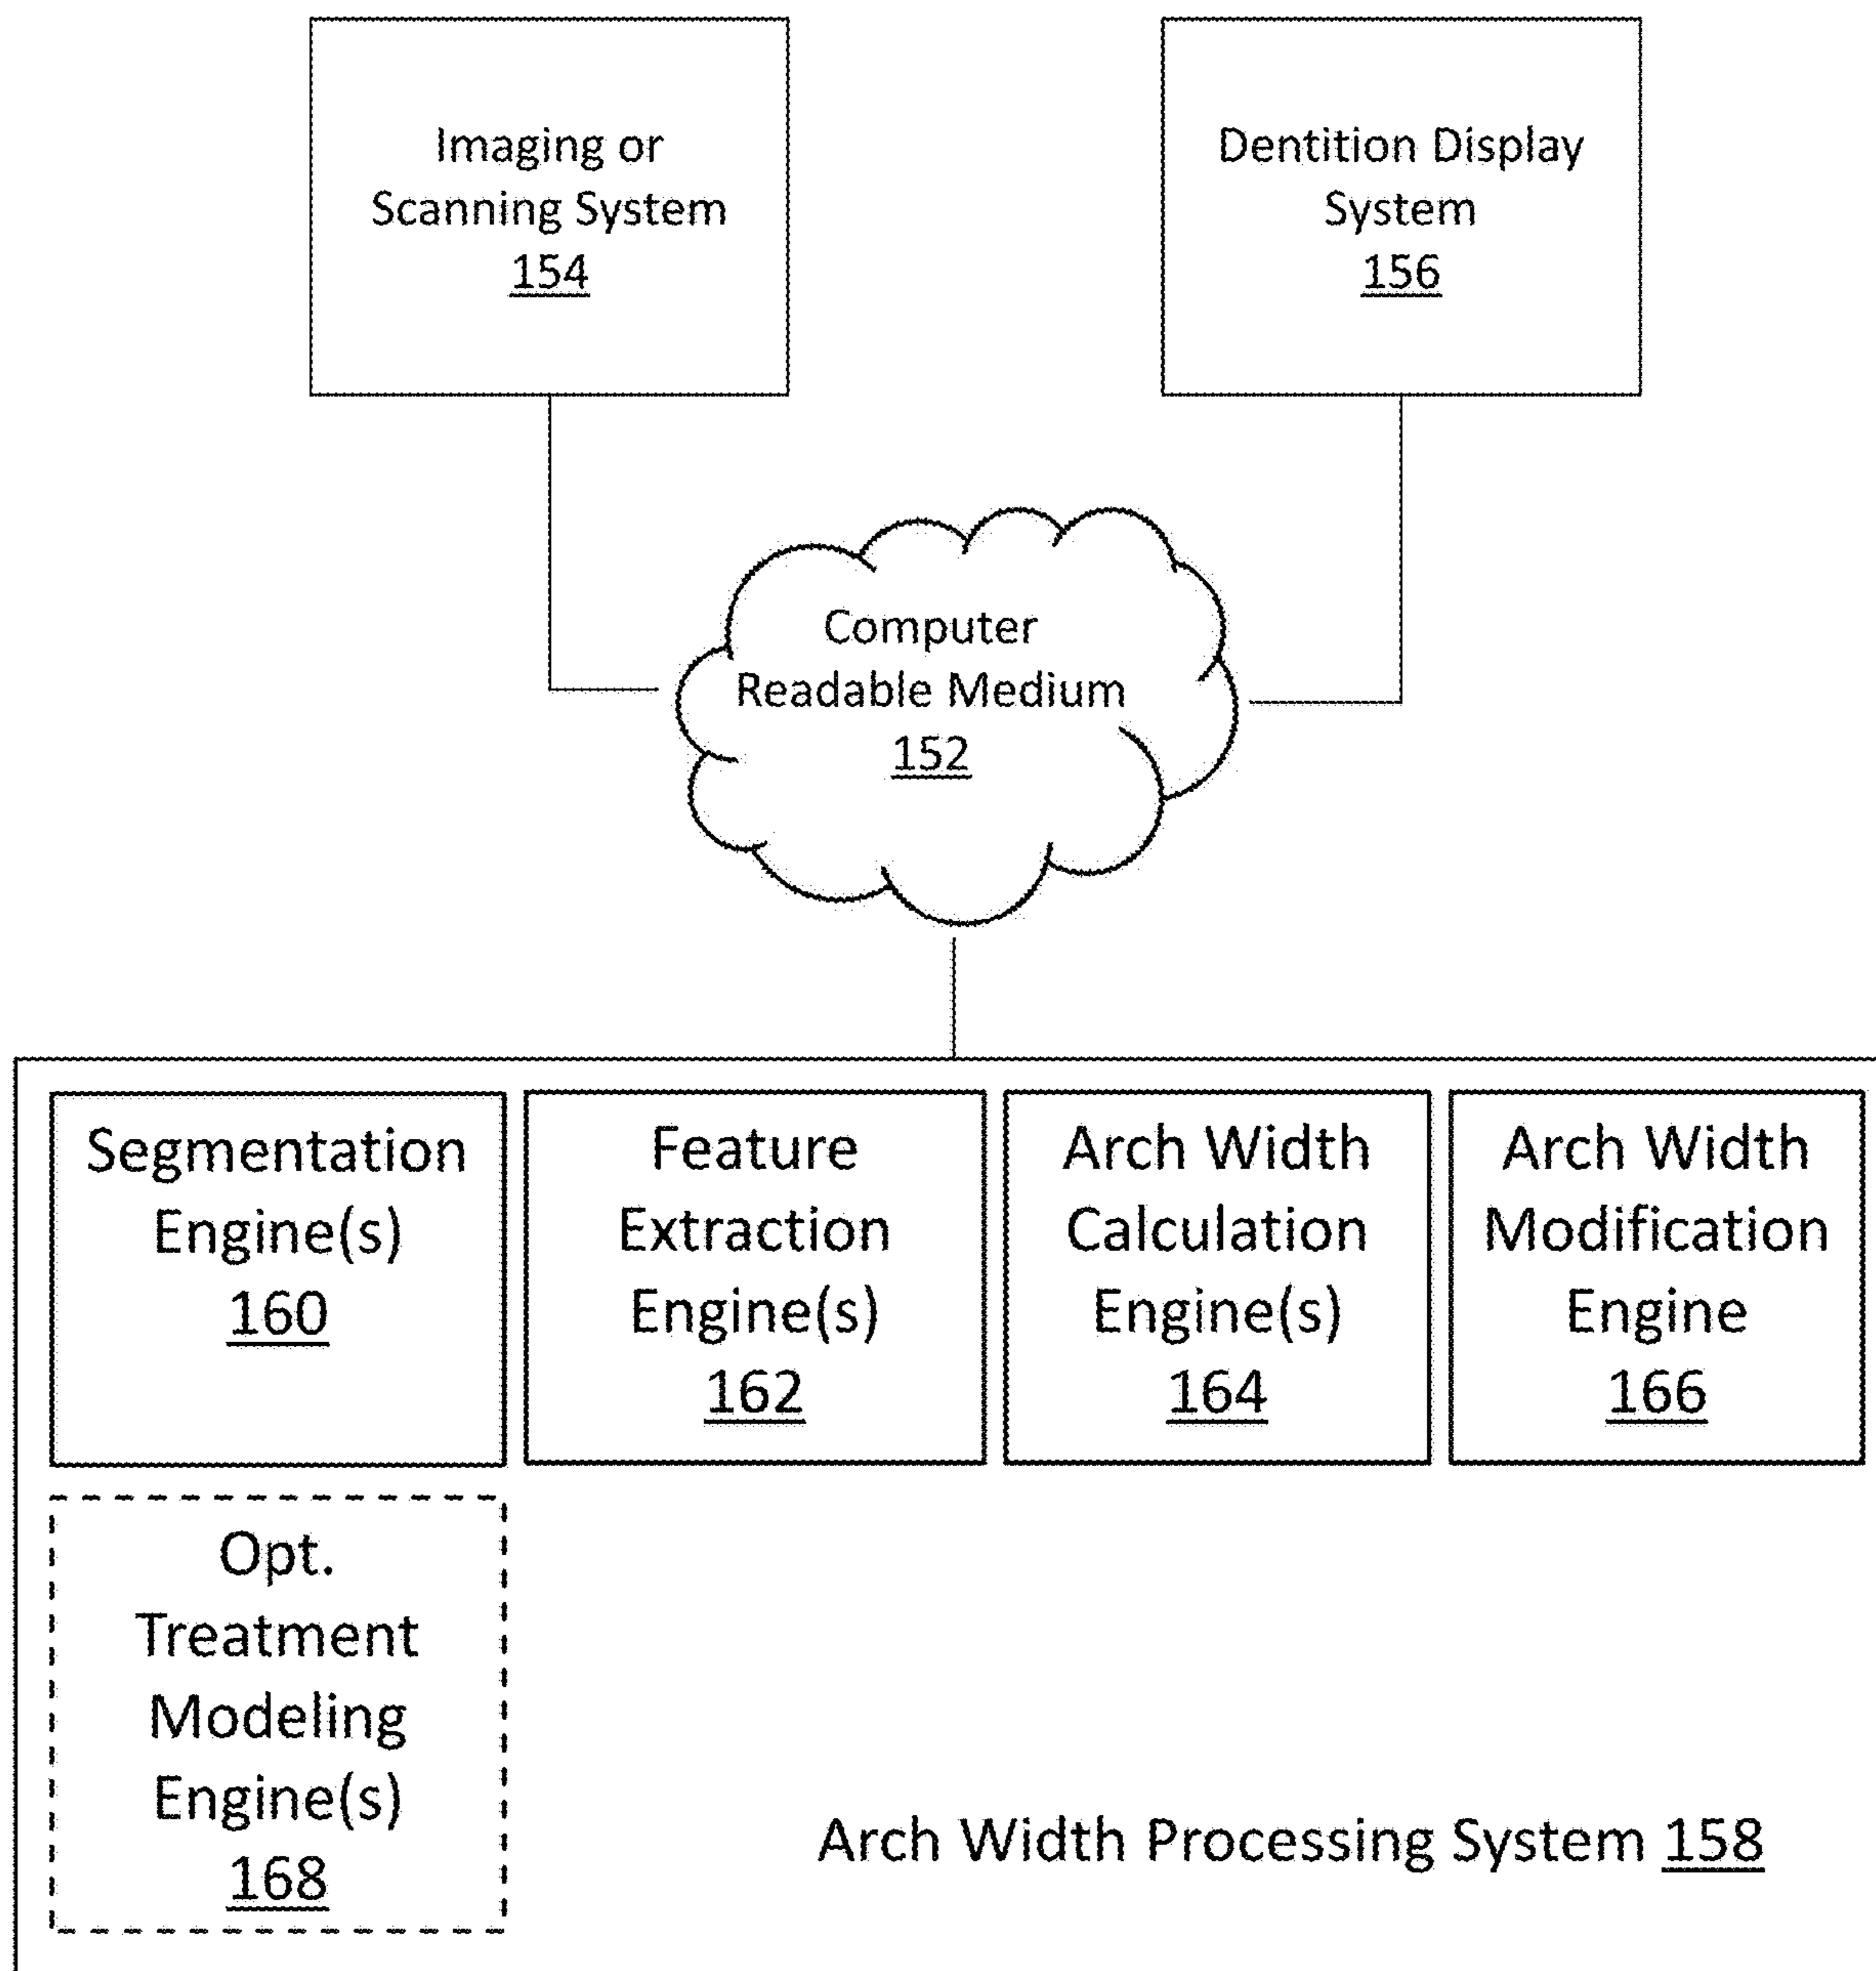 Imaging or
Scanning System
154
Dentition Display
System
156
Computer
Readable Medium
152
Segmentation
Engine(s)
160
Feature
Extraction
Engine(s)
162
Arch Width
Calculation
Engine(s)
164
Arch Width
Modification
Engine
166
Opt.
Treatment
Modeling
Engine(s)
168
Arch Width Processing System 158